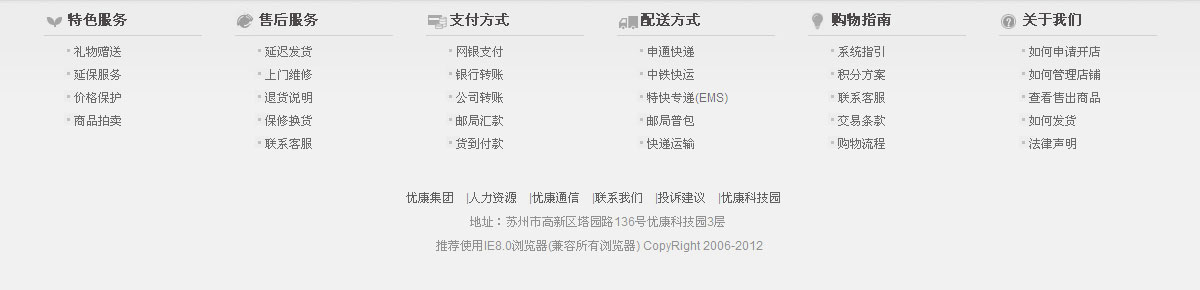 特色服务
礼物赠送
延保服务
价格保护
商品拍卖
售后服务
延迟发货
上门维修
退货说明
保修换货
联系客服
支付方式
网银支付
银行转账
公司转账
邮局汇款
货到付款
配送方式
申通快递
中铁快运
特快专递(EMS)
邮局普包
快递运输
购物指南
系统指引
积分方案
联系客服
交易条款
购物流程
关于我们
如何申请开店
如何管理店铺
查看售出商品
如何发货
法律声明
优康集团 |人力资源 |优康通信 |联系我们 |投诉建议 |优康科技园
地址：苏州市高新区塔园路136号优康科技园3层
推荐使用IE8.0浏览器(兼容所有浏览器) CopyRight 2006-2012